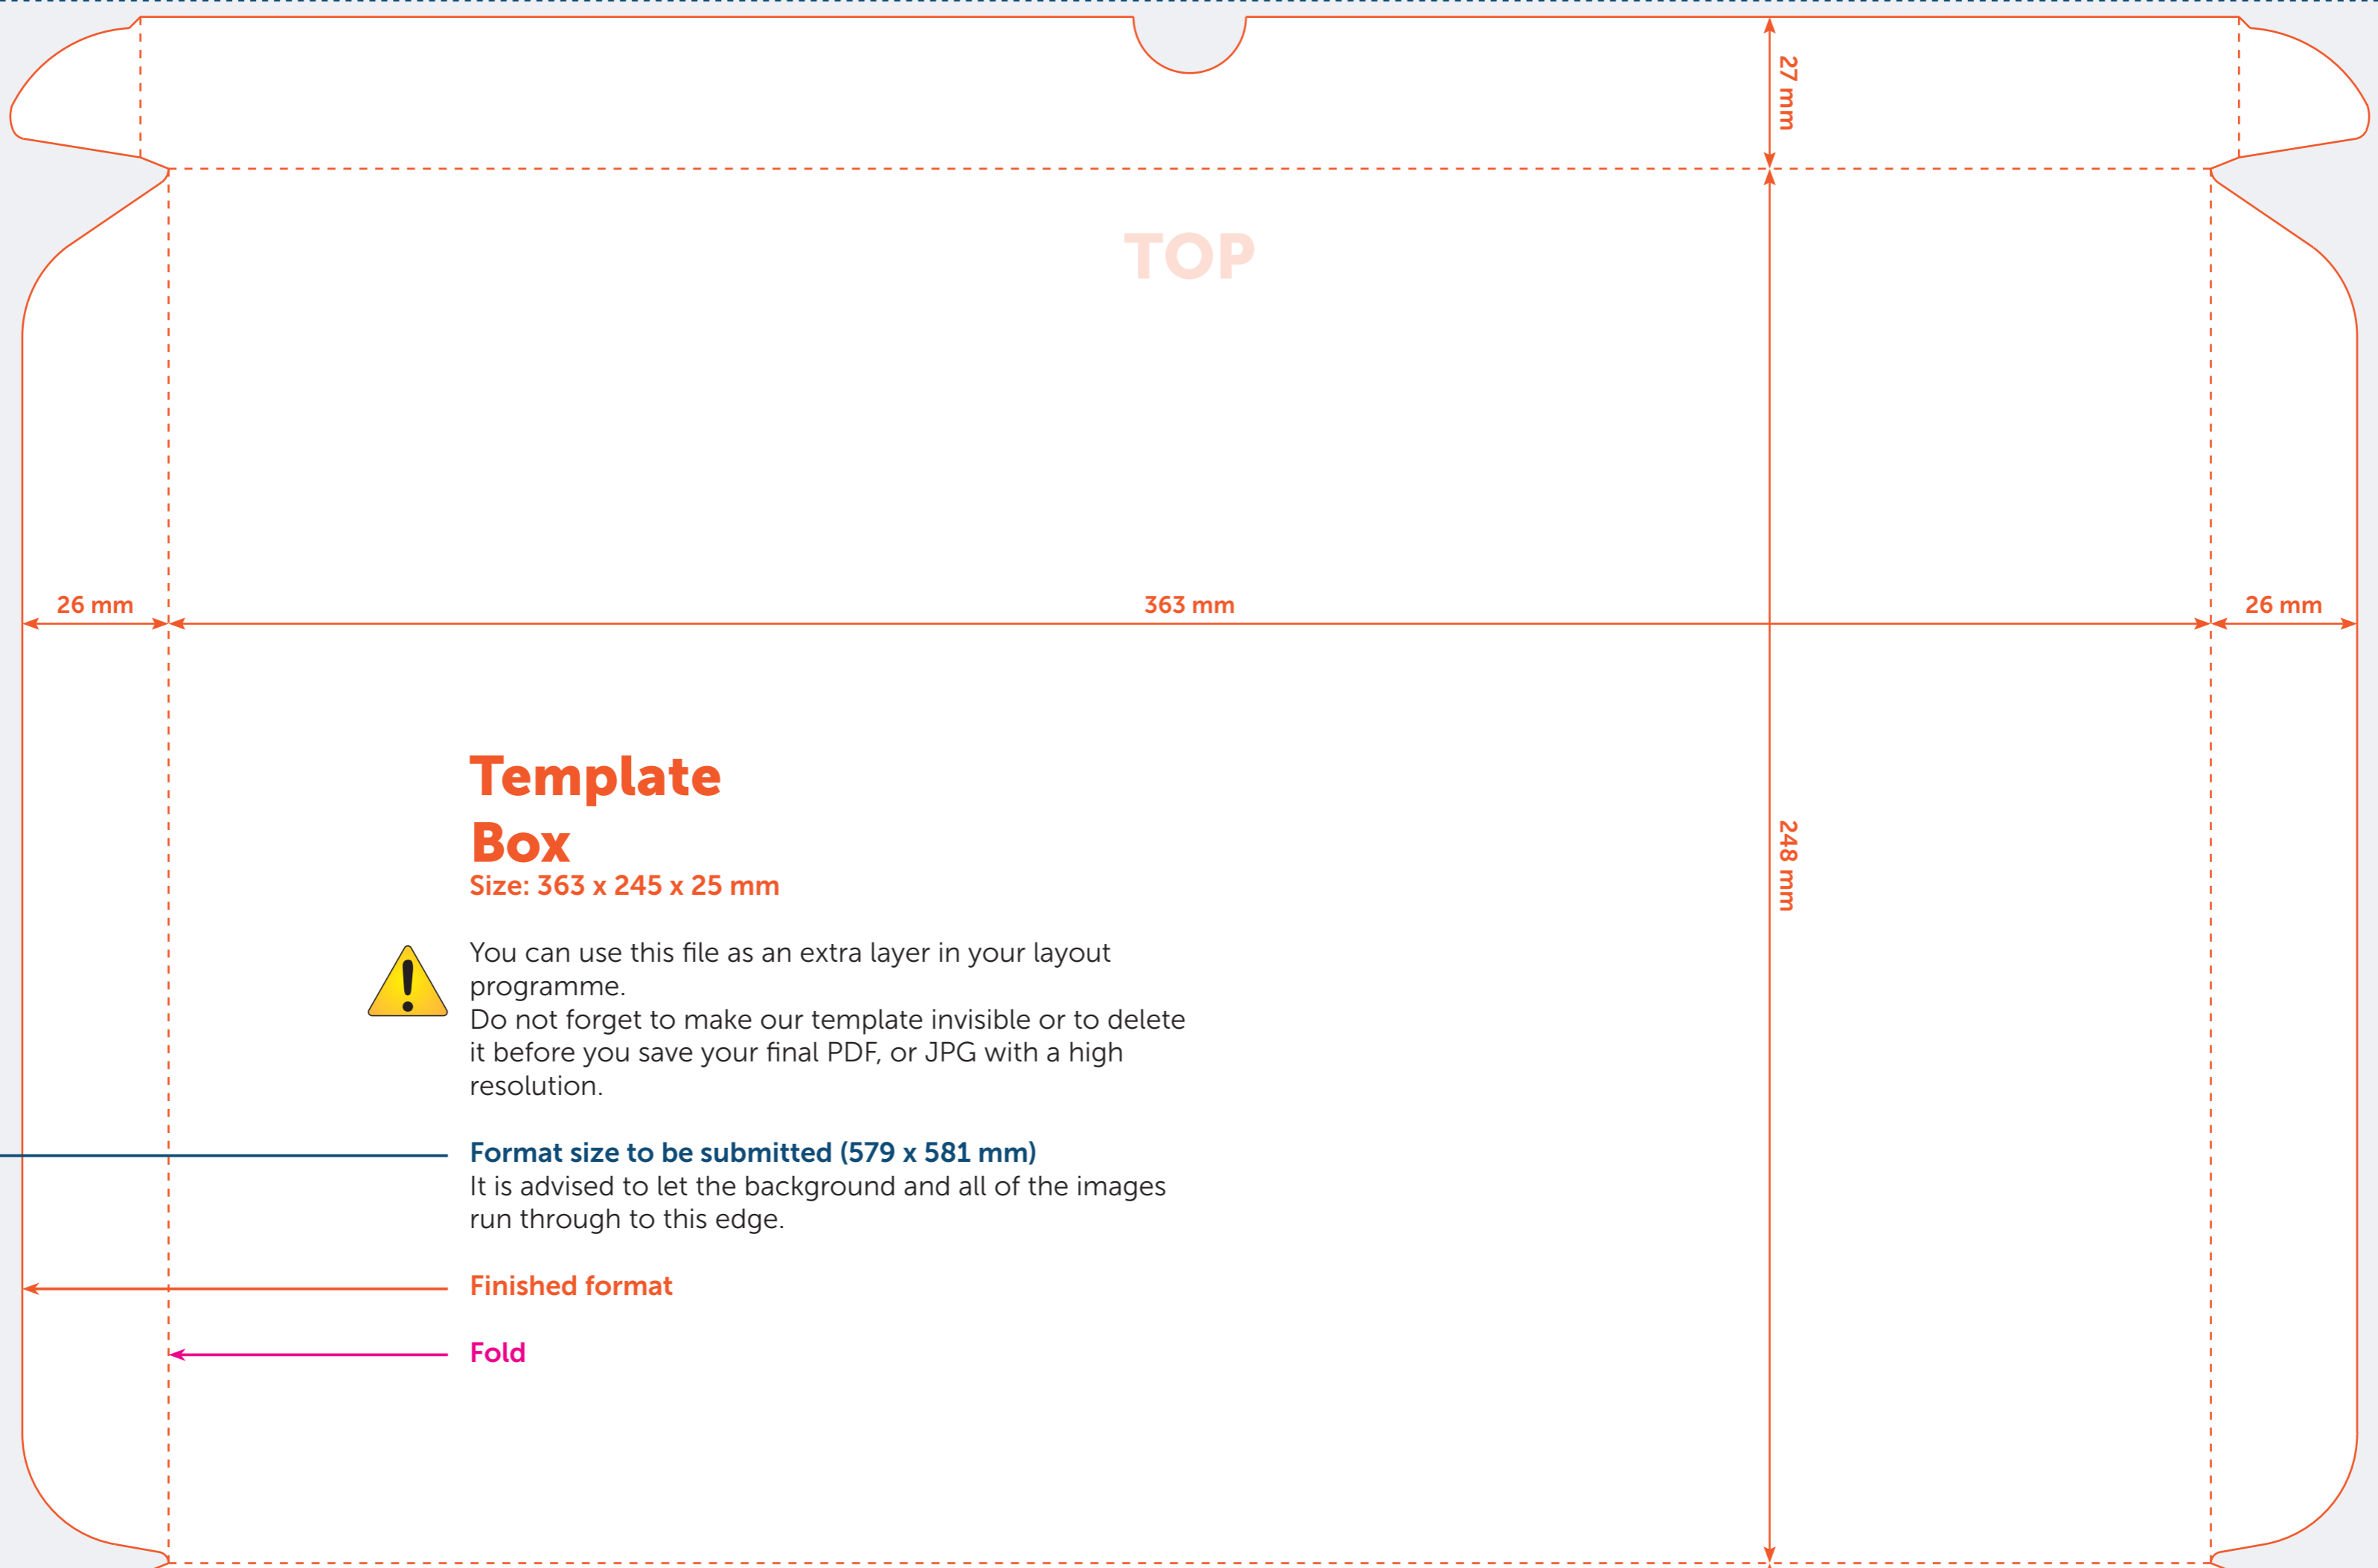 27 mm
TOP
26 mm
363 mm
26 mm
Template
Box
Size: 363 x 245 x 25 mm
248 mm
You can use this file as an extra layer in your layout
programme.
Do not forget to make our template invisible or to delete
it before you save your final PDF, or JPG with a high
resolution.
Format size to be submitted (579 x 581 mm)
It is advised to let the background and all of the images
run through to this edge.
Finished format
Fold